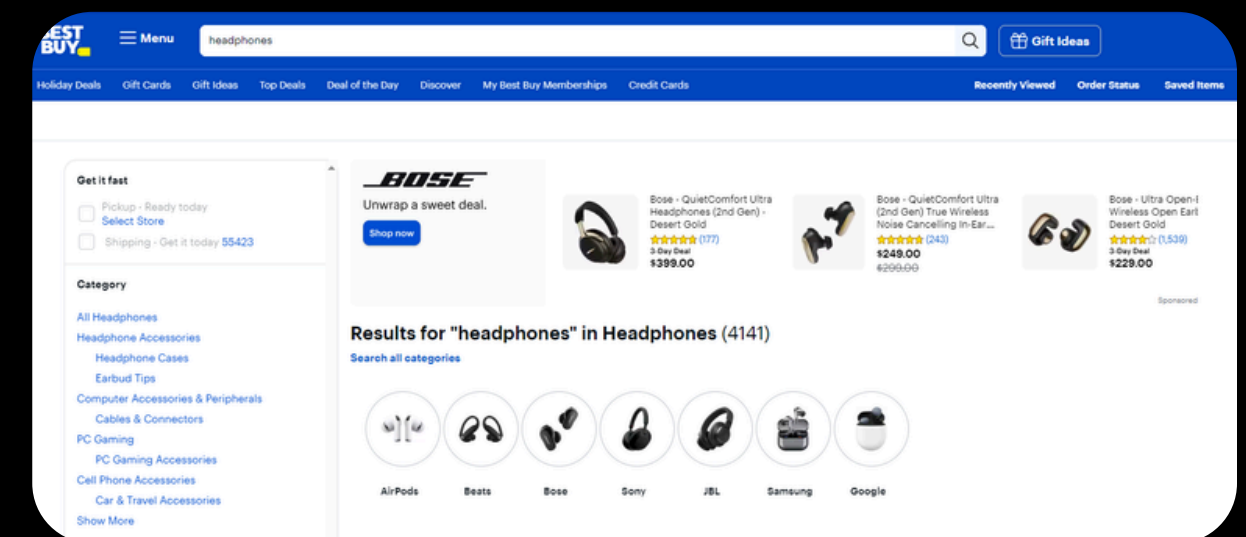 BEST
BUY
Menu
headphones
Gift Ideas
Holiday Deals
Gift Cards
Gift Ideas
Top Deals
Deal of the Day
Discover
My Best Buy Memberships
Credit Cards
Recently Viewed
Order Status
Saved Items
Get it fast
Pickup - Ready today
Select Store
Shipping - Get it today 55423
Category
All Headphones
Headphone Accessories
Headphone Cases
Earbud Tips
Computer Accessories & Peripherals
Cables & Connectors
PC Gaming
PC Gaming Accessories
Cell Phone Accessories
Car & Travel Accessories
Show More
BOSE
Unwrap a sweet deal.
Shop now
Bose - QuietComfort Ultra
Headphones (2nd Gen) -
Desert Gold
(177)
3-Day Deal
$399.00
Bose - QuietComfort Ultra
(2nd Gen) True Wireless
Noise Cancelling In-Ear...
(243)
$249.00
$299.00
Bose - Ultra Open-
Wireless Open Ear
Desert Gold
(1,539)
3-Day Deal
$229.00
Sponsored
Results for "headphones" in Headphones (4141)
Search all categories
AirPods
Beats
Bose
Sony
JBL
Samsung
Google